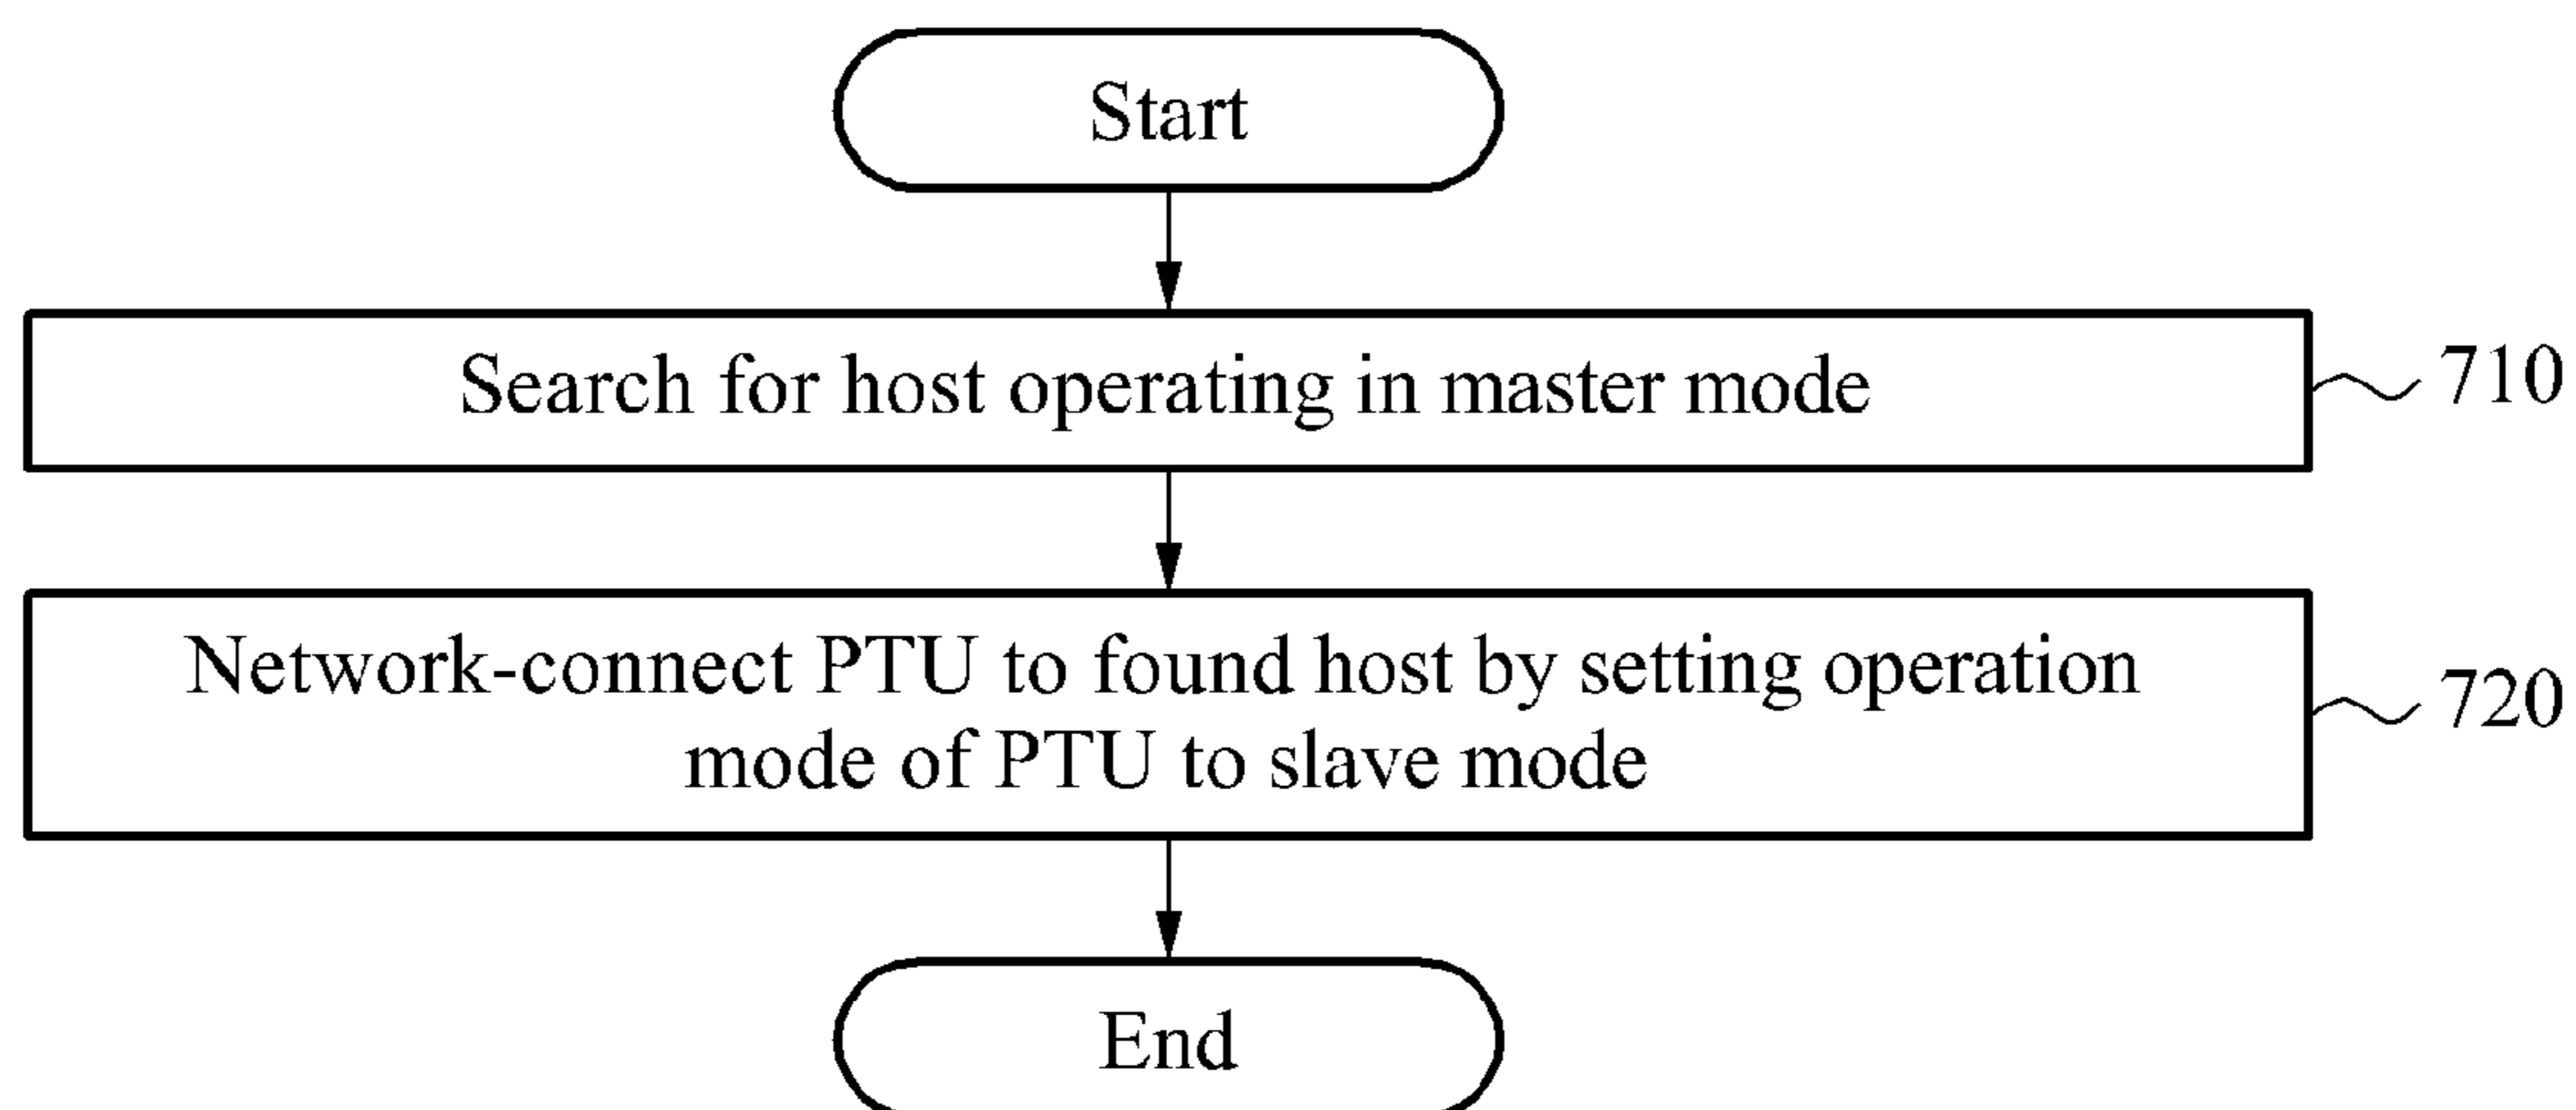 Start
Search for host operating in master mode
710
Network-connect PTU to found host by setting operation
mode of PTU to slave mode
720
End